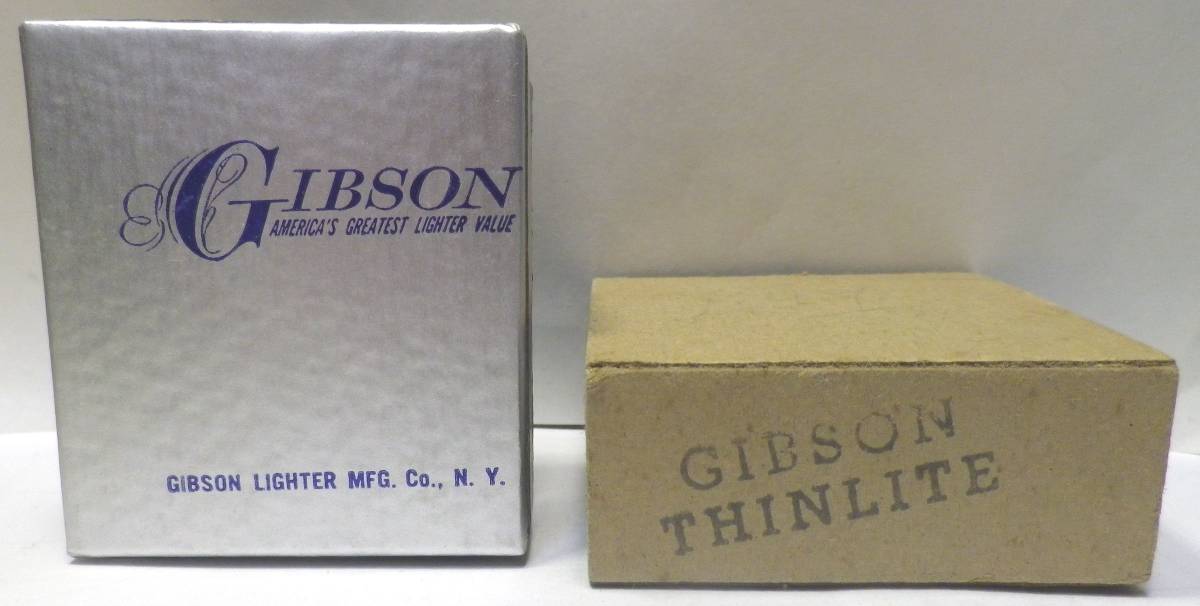 GIBSON
AMERICA'S GREATEST LIGHTER VALUE
GIBSON LIGHTER MFG. Co., N. Y.
GIBSON
THINLITE